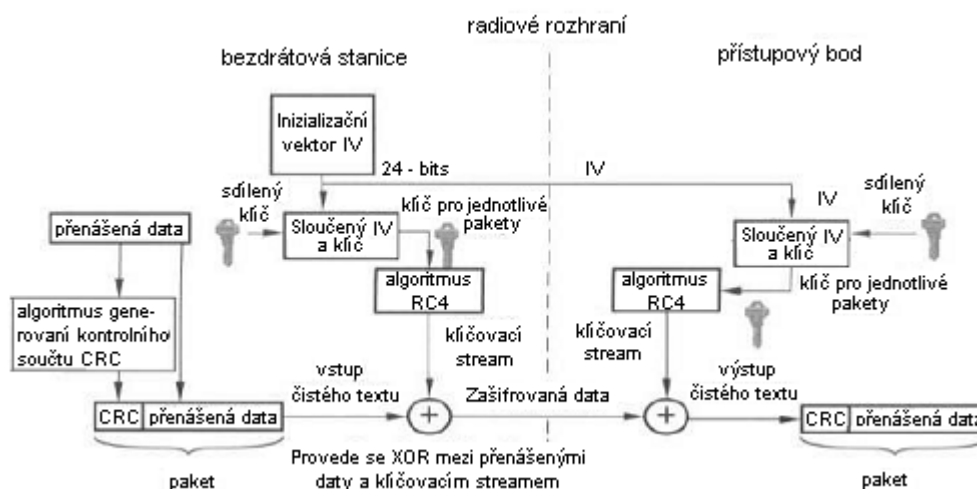 radiové rozhraní
bezdrátová stanice
přístupový bod
Inizializační
vektor IV
24 - bits
IV
sdílený
klíč
klíč pro jednotlivé
pakety
IV
sdílený
klíč
přenášená data
Sloučený IV
a klíč
Sloučený IV
a klíč
algoritmus
RC4
algoritmus
RC4
klíč pro jednotlivé
pakety
algoritmus gene-
rovaní kontrolního
součtu CRC
klíčovací
stream
klíčovací
stream
vstup
čistého textu
Zašifrovaná data
výstup
čistého textu
CRC přenášená data
+
+
CRC přenášená data
paket
Provede se XOR mezi přenášenými
daty a klíčovacím streamem
paket